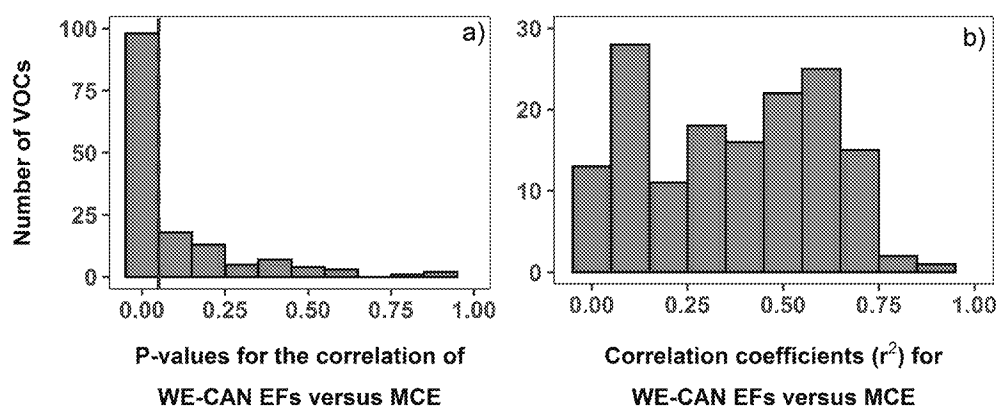 a)
Number of VOCs
100
75
50
25
0
0.00 0.25 0.50 0.75 1.00
P-values for the correlation of
WE-CAN EFs versus MCE
b)
30
20
10
0
0.00 0.25 0.50 0.75 1.00
Correlation coefficients (r²) for
WE-CAN EFs versus MCE